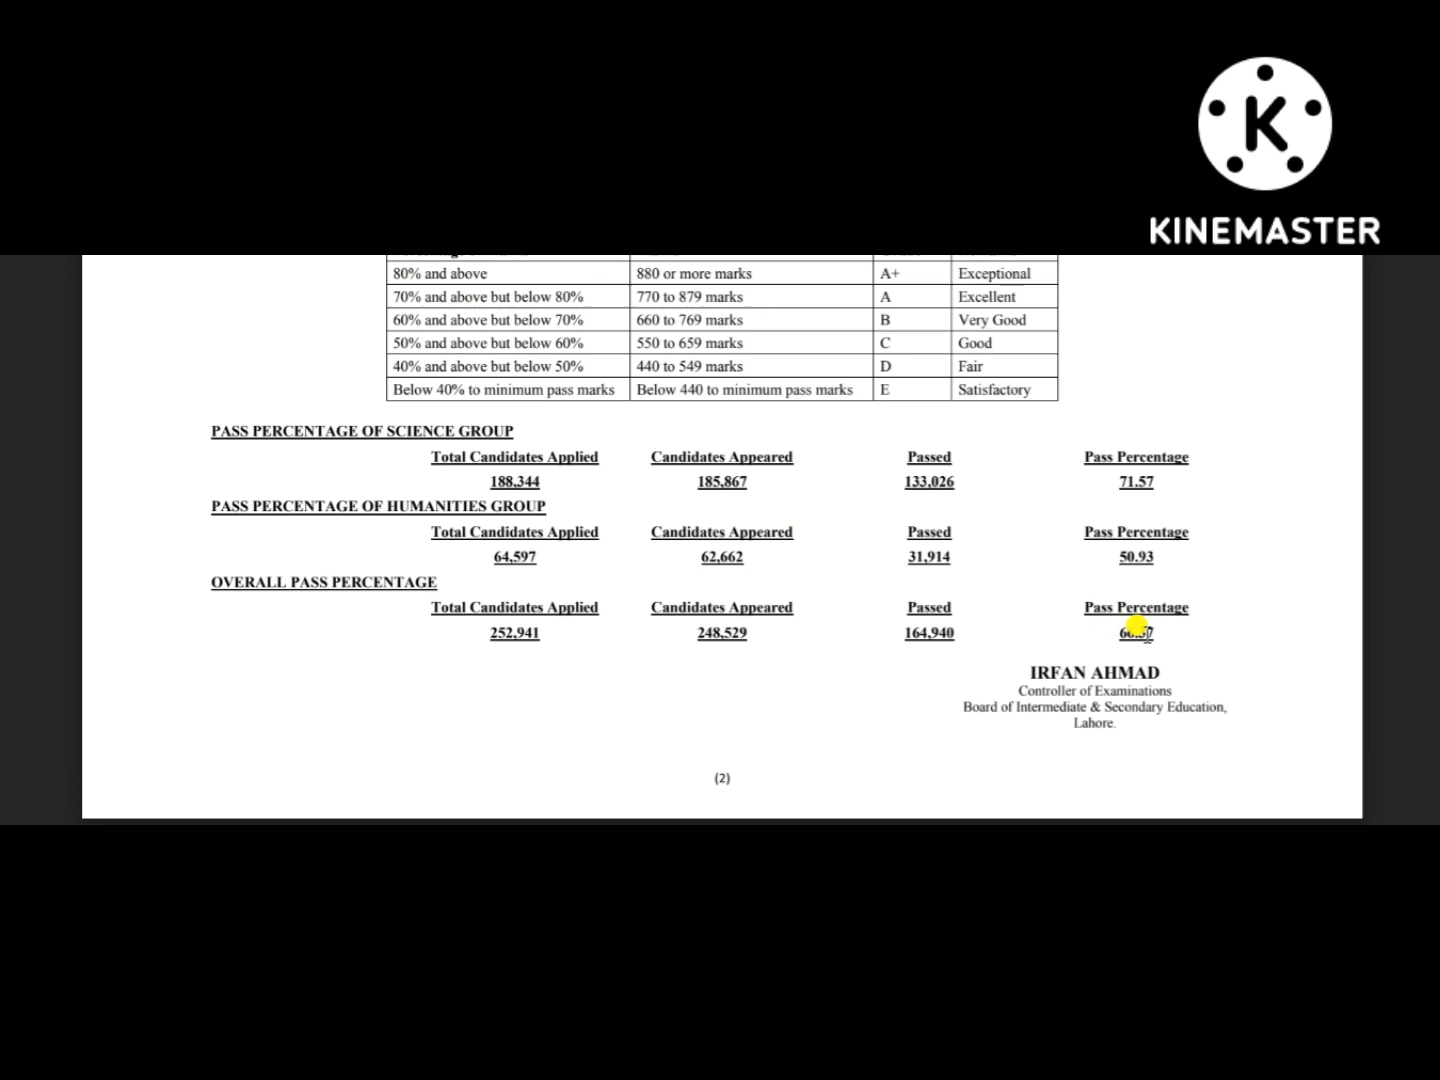 KINEMASTER
80% and above 880 or more marks A+ Exceptional
70% and above but below 80% 770 to 879 marks A Excellent
60% and above but below 70% 660 to 769 marks B Very Good
50% and above but below 60% 550 to 659 marks C Good
40% and above but below 50% 440 to 549 marks D Fair
Below 40% to minimum pass marks Below 440 to minimum pass marks E Satisfactory
PASS PERCENTAGE OF SCIENCE GROUP
Total Candidates Applied Candidates Appeared Passed Pass Percentage
188,344 185,867 133,026 71.57
PASS PERCENTAGE OF HUMANITIES GROUP
Total Candidates Applied Candidates Appeared Passed Pass Percentage
64,597 62,662 31,914 50.93
OVERALL PASS PERCENTAGE
Total Candidates Applied Candidates Appeared Passed Pass Percentage
252,941 248,529 164,940
IRFAN AHMAD
Controller of Examinations
Board of Intermediate & Secondary Education,
Lahore.
(2)